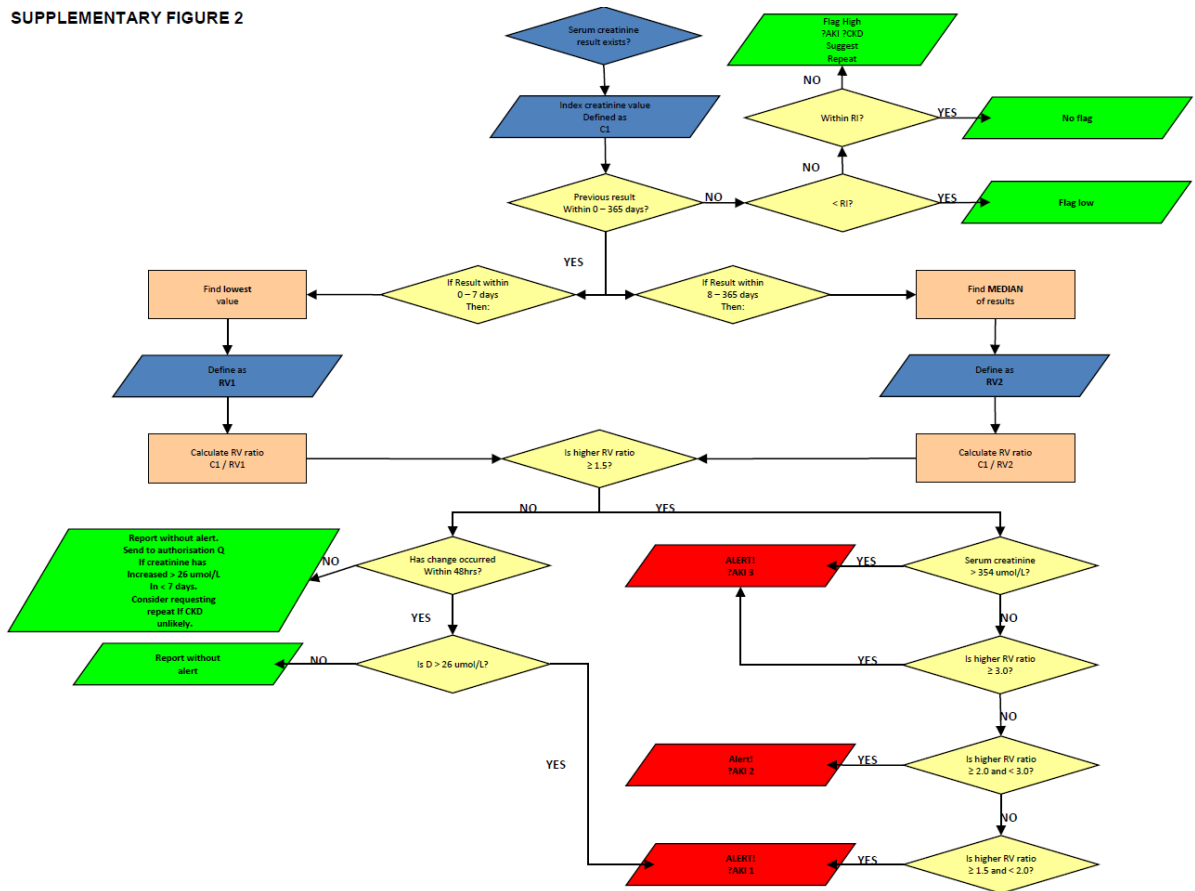 SUPPLEMENTARY FIGURE 2
Serum creatinine
result exists?
Flag High
?AKI ?CKD
Suggest
Repeat
NO
Index creatinine value
Defined as
C1
Within RI?
YES
No flag
NO
Previous result
Within 0 – 365 days?
NO
< RI?
YES
Flag low
YES
Find lowest
value
If Result within
0 – 7 days
Then:
If Result within
8 – 365 days
Then:
Find MEDIAN
of results
Define as
RV1
Define as
RV2
Calculate RV ratio
C1 / RV1
Is higher RV ratio
≥ 1.5?
Calculate RV ratio
C1 / RV2
NO
YES
Report without alert.
Send to authorisation Q
If creatinine has
Increased > 26 umol/L
In < 7 days.
Consider requesting
repeat If CKD
unlikely.
NO
Has change occurred
Within 48hrs?
ALERT!
?AKI 3
YES
Serum creatinine
> 354 umol/L?
YES
NO
Report without
alert
NO
Is D > 26 umol/L?
YES
Is higher RV ratio
≥ 3.0?
NO
YES
Alert!
?AKI 2
YES
Is higher RV ratio
≥ 2.0 and < 3.0?
NO
ALERT!
?AKI 1
YES
Is higher RV ratio
≥ 1.5 and < 2.0?